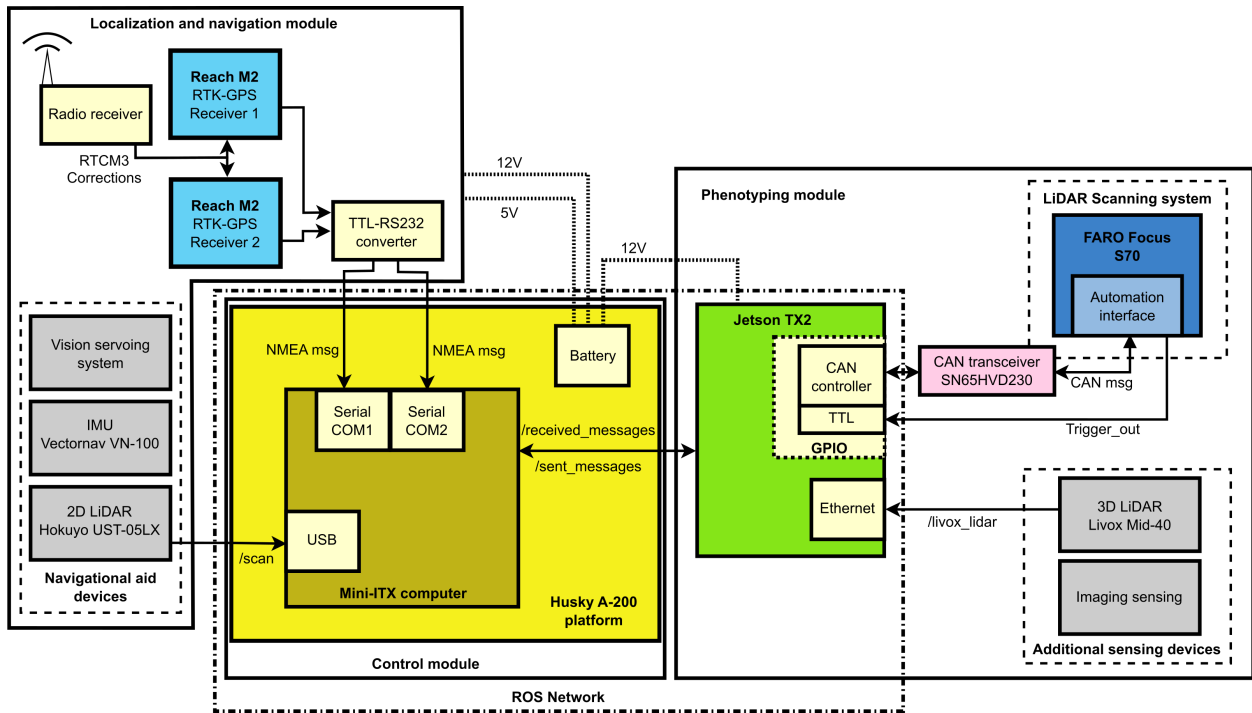 Localization and navigation module
Radio receiver
Reach M2
RTK-GPS
Receiver 1
RTCM3
Corrections
Reach M2
RTK-GPS
Receiver 2
TTL-RS232
converter
12V
5V
12V
NMEA msg
NMEA msg
Vision servoing
system
IMU
Vectornav VN-100
2D LiDAR
Hokuyo UST-05LX
Navigational aid
devices
/scan
Battery
Serial
COM1
Serial
COM2
USB
Mini-ITX computer
Husky A-200
platform
Control module
ROS Network
/received_messages
/sent_messages
Phenotyping module
Jetson TX2
CAN
controller
TTL
GPIO
Ethernet
LiDAR Scanning system
FARO Focus
S70
Automation
interface
CAN transceiver
SN65HVD230
CAN msg
Trigger_out
/livox_lidar
3D LiDAR
Livox Mid-40
Imaging sensing
Additional sensing devices